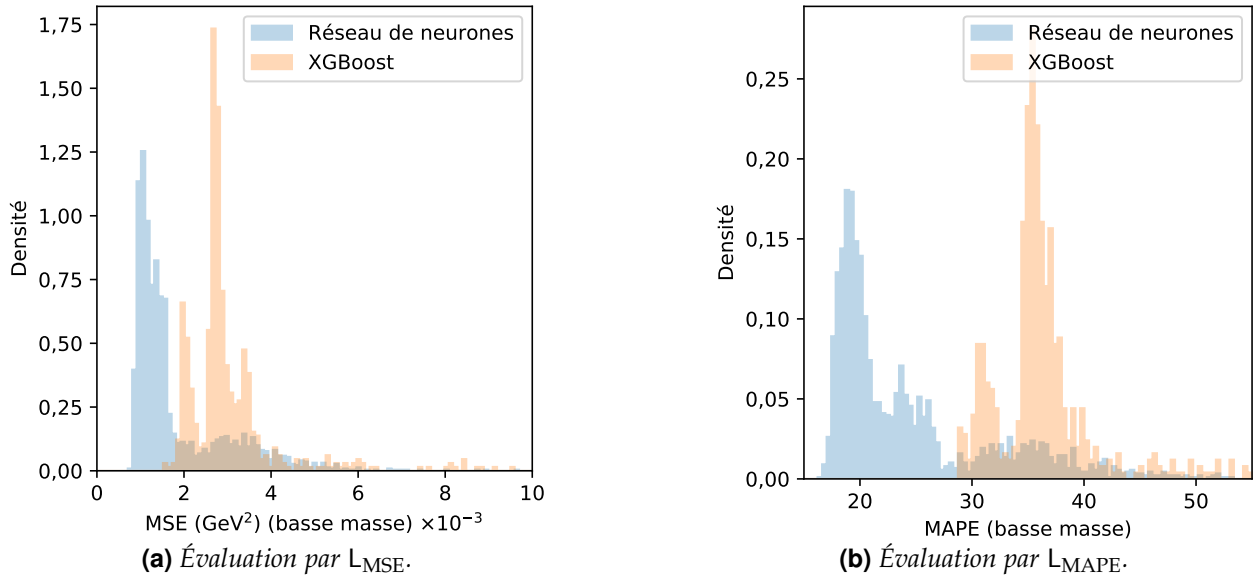 1,75
1,50
1,25
1,00
0,75
0,50
0,25
0,00
Densité
Réseau de neurones
XGBoost
0 2 4 6 8 10
MSE (GeV²) (basse masse) ×10⁻³
(a) Évaluation par L_MSE.
0,25
0,20
0,15
0,10
0,05
0,00
Densité
Réseau de neurones
XGBoost
20 30 40 50
MAPE (basse masse)
(b) Évaluation par L_MAPE.